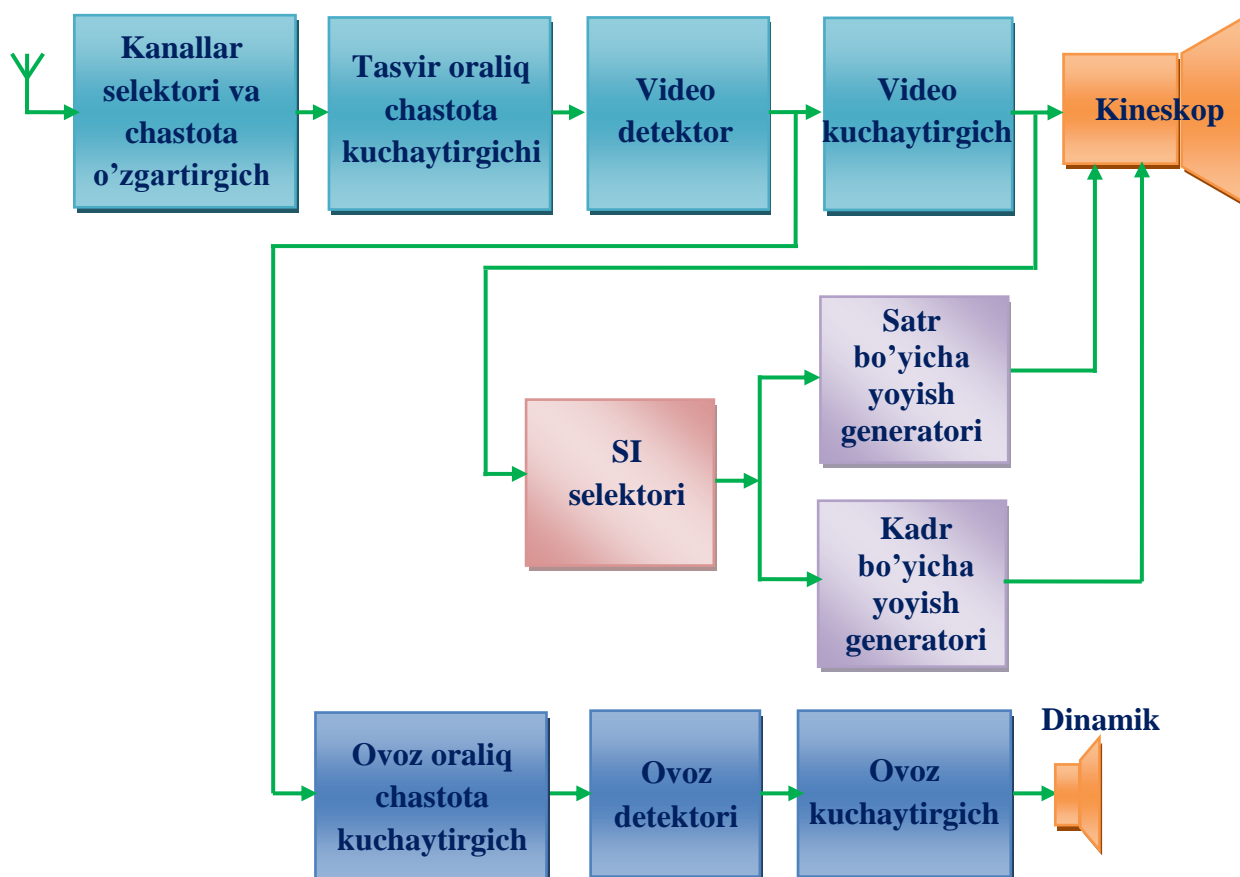 Kanallar
selektori va
chastota
o’zgartirgich
Tasvir oraliq
chastota
kuchaytirgichi
Video
detektor
Video
kuchaytirgich
Kineskop
Satr
bo’yicha
yoyish
generatori
SI
selektori
Kadr
bo’yicha
yoyish
generatori
Ovoz oraliq
chastota
kuchaytirgich
Ovoz
detektori
Ovoz
kuchaytirgich
Dinamik